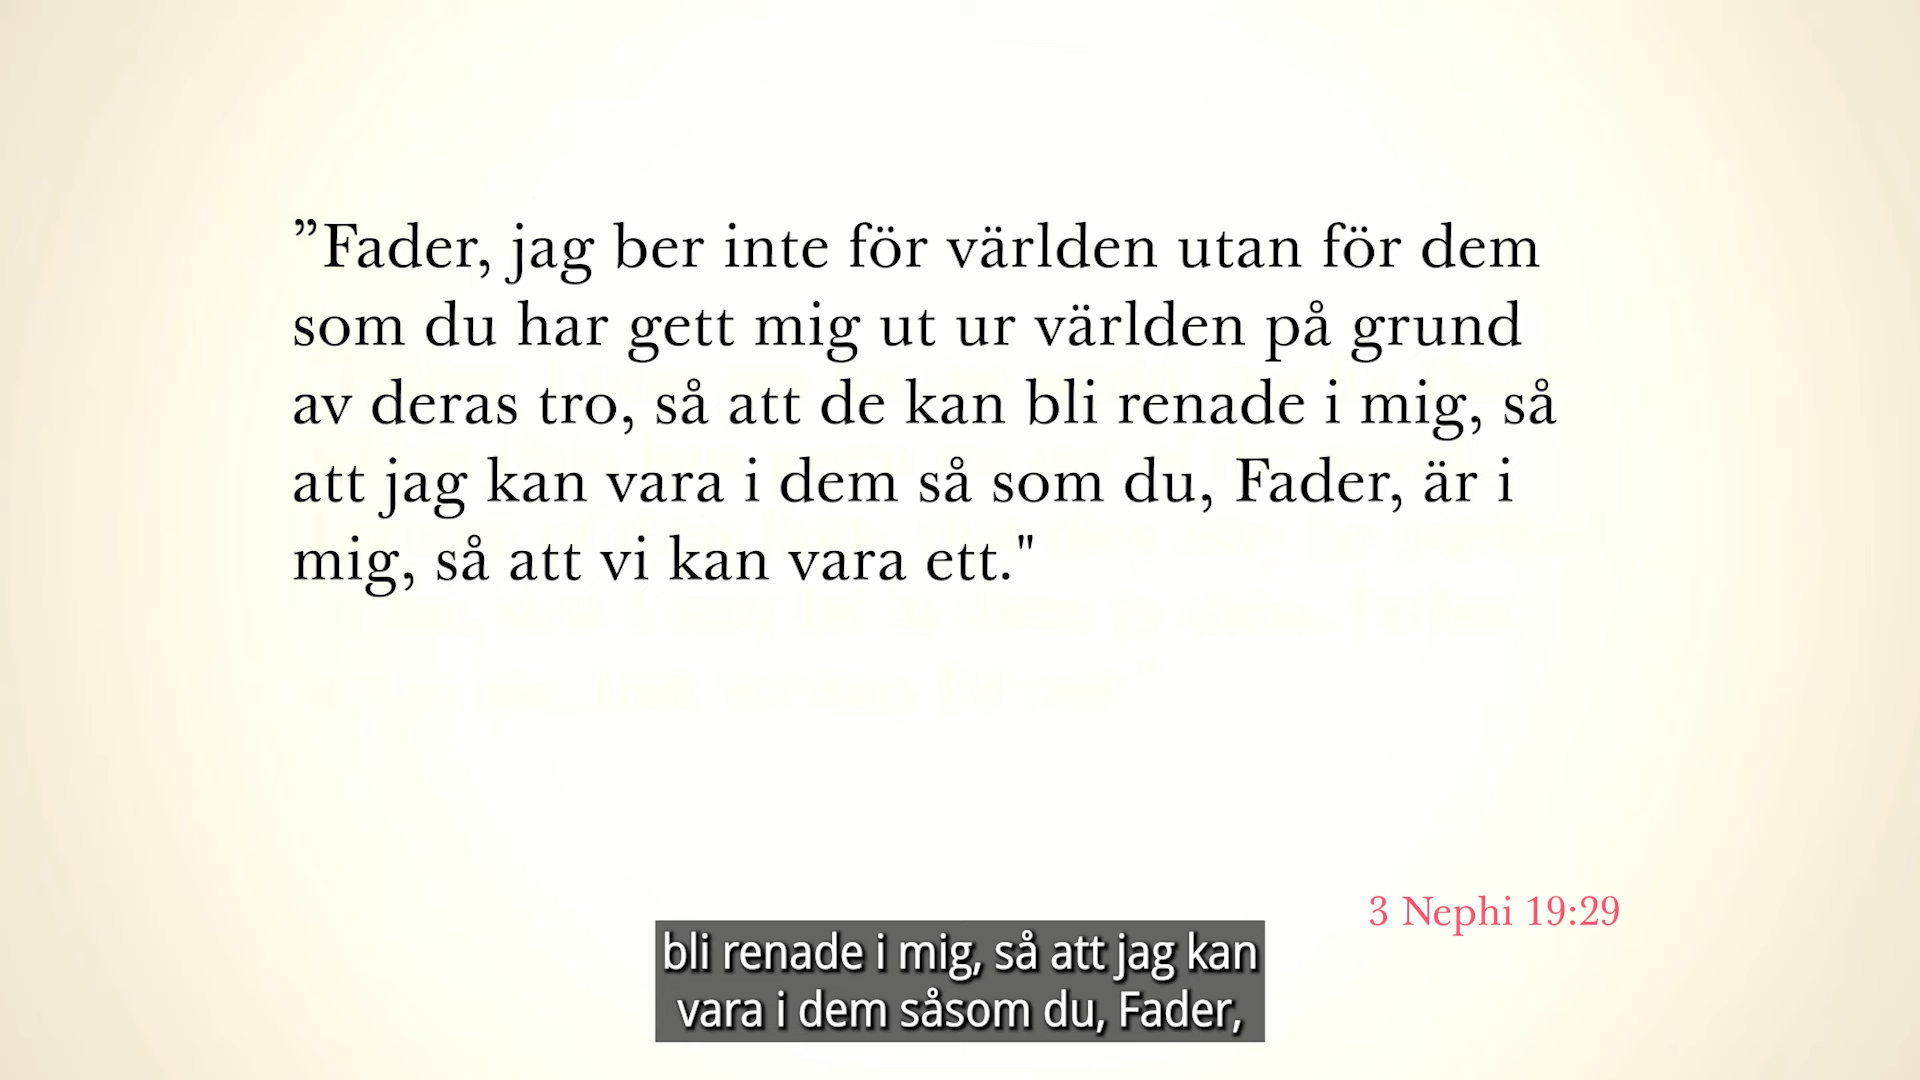 ”Fader, jag ber inte för världen utan för dem
som du har gett mig ut ur världen på grund
av deras tro, så att de kan bli renade i mig, så
att jag kan vara i dem så som du, Fader, är i
mig, så att vi kan vara ett."
3 Nephi 19:29
bli renade i mig, så att jag kan
vara i dem såsom du, Fader,